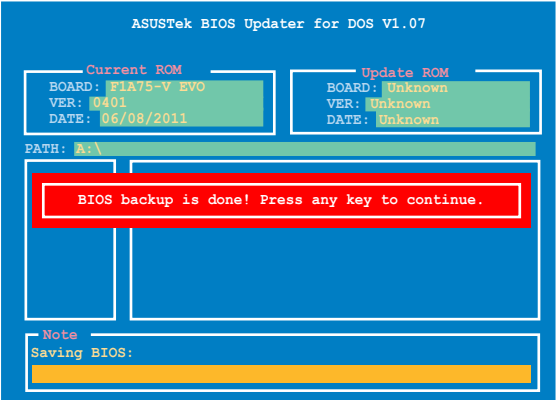 ASUSTek BIOS Updater for DOS V1.07
Current ROM
BOARD: F1A75-V EVO
VER: 0401
DATE: 06/08/2011
Update ROM
BOARD: Unknown
VER: Unknown
DATE: Unknown
PATH: A:\
BIOS backup is done! Press any key to continue.
Note
Saving BIOS: